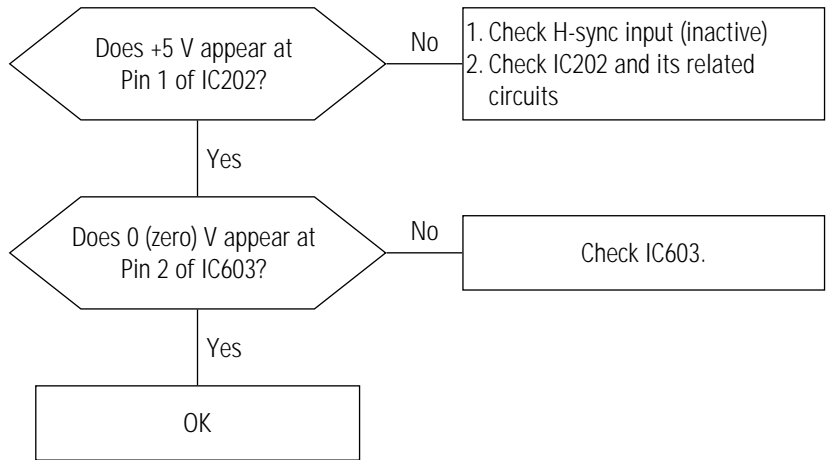 Does +5 V appear at
Pin 1 of IC202?
No
1. Check H-sync input (inactive)
2. Check IC202 and its related
circuits
Yes
Does 0 (zero) V appear at
Pin 2 of IC603?
No
Check IC603.
Yes
OK